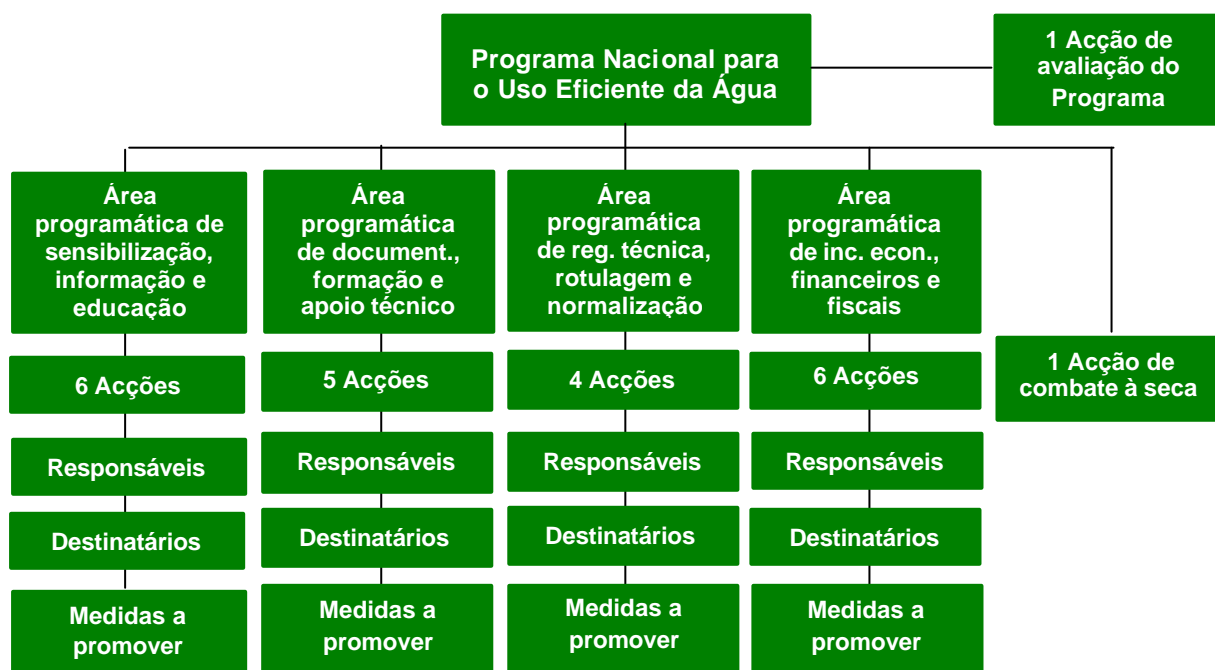 Programa Nacional para
o Uso Eficiente da Água
1 Acção de
avaliação do
Programa
Área
programática de
sensibilização,
informação e
educação
Área
programática
de document.,
formação e
apoio técnico
Área
programática
de reg. técnica,
rotulagem e
normalização
Área
programática
de inc. econ.,
financeiros e
fiscais
6 Acções
5 Acções
4 Acções
6 Acções
1 Acção de
combate à seca
Responsáveis
Responsáveis
Responsáveis
Responsáveis
Destinatários
Destinatários
Destinatários
Destinatários
Medidas a
promover
Medidas a
promover
Medidas a
promover
Medidas a
promover